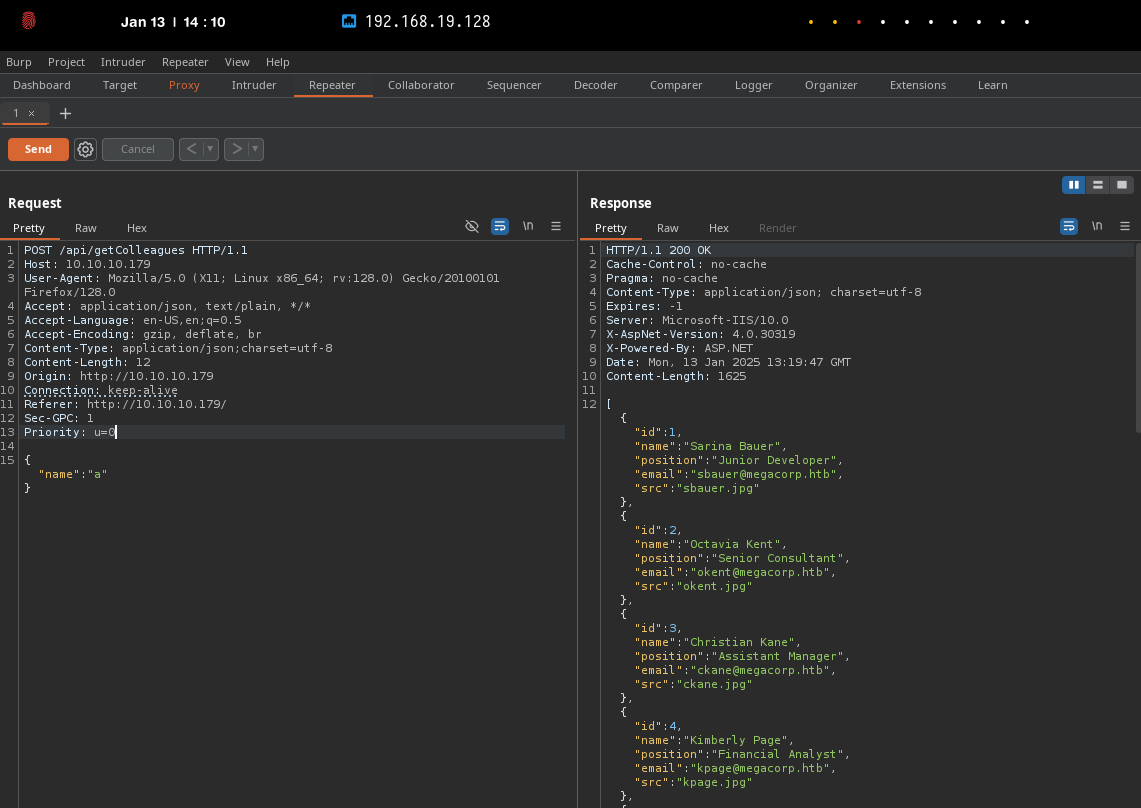 Jan 13 | 14 : 10
192.168.19.128
Burp Project Intruder Repeater View Help
Dashboard Target Proxy Intruder Repeater Collaborator Sequencer Decoder Comparer Logger Organizer Extensions Learn
1 × +
Send Cancel < >
Request
Pretty Raw Hex \n
1 POST /api/getColleagues HTTP/1.1
2 Host: 10.10.10.179
3 User-Agent: Mozilla/5.0 (X11; Linux x86_64; rv:128.0) Gecko/20100101
Firefox/128.0
4 Accept: application/json, text/plain, */*
5 Accept-Language: en-US,en;q=0.5
6 Accept-Encoding: gzip, deflate, br
7 Content-Type: application/json;charset=utf-8
8 Content-Length: 12
9 Origin: http://10.10.10.179
10 Connection: keep-alive
11 Referer: http://10.10.10.179/
12 Sec-GPC: 1
13 Priority: u=0
14
15 {
"name":"a"
}
Response
Pretty Raw Hex Render \n
1 HTTP/1.1 200 OK
2 Cache-Control: no-cache
3 Pragma: no-cache
4 Content-Type: application/json; charset=utf-8
5 Expires: -1
6 Server: Microsoft-IIS/10.0
7 X-AspNet-Version: 4.0.30319
8 X-Powered-By: ASP.NET
9 Date: Mon, 13 Jan 2025 13:19:47 GMT
10 Content-Length: 1625
11
12 [
{
"id":1,
"name":"Sarina Bauer",
"position":"Junior Developer",
"email":"sbauer@megacorp.htb",
"src":"sbauer.jpg"
},
{
"id":2,
"name":"Octavia Kent",
"position":"Senior Consultant",
"email":"okent@megacorp.htb",
"src":"okent.jpg"
},
{
"id":3,
"name":"Christian Kane",
"position":"Assistant Manager",
"email":"ckane@megacorp.htb",
"src":"ckane.jpg"
},
{
"id":4,
"name":"Kimberly Page",
"position":"Financial Analyst",
"email":"kpage@megacorp.htb",
"src":"kpage.jpg"
},
{